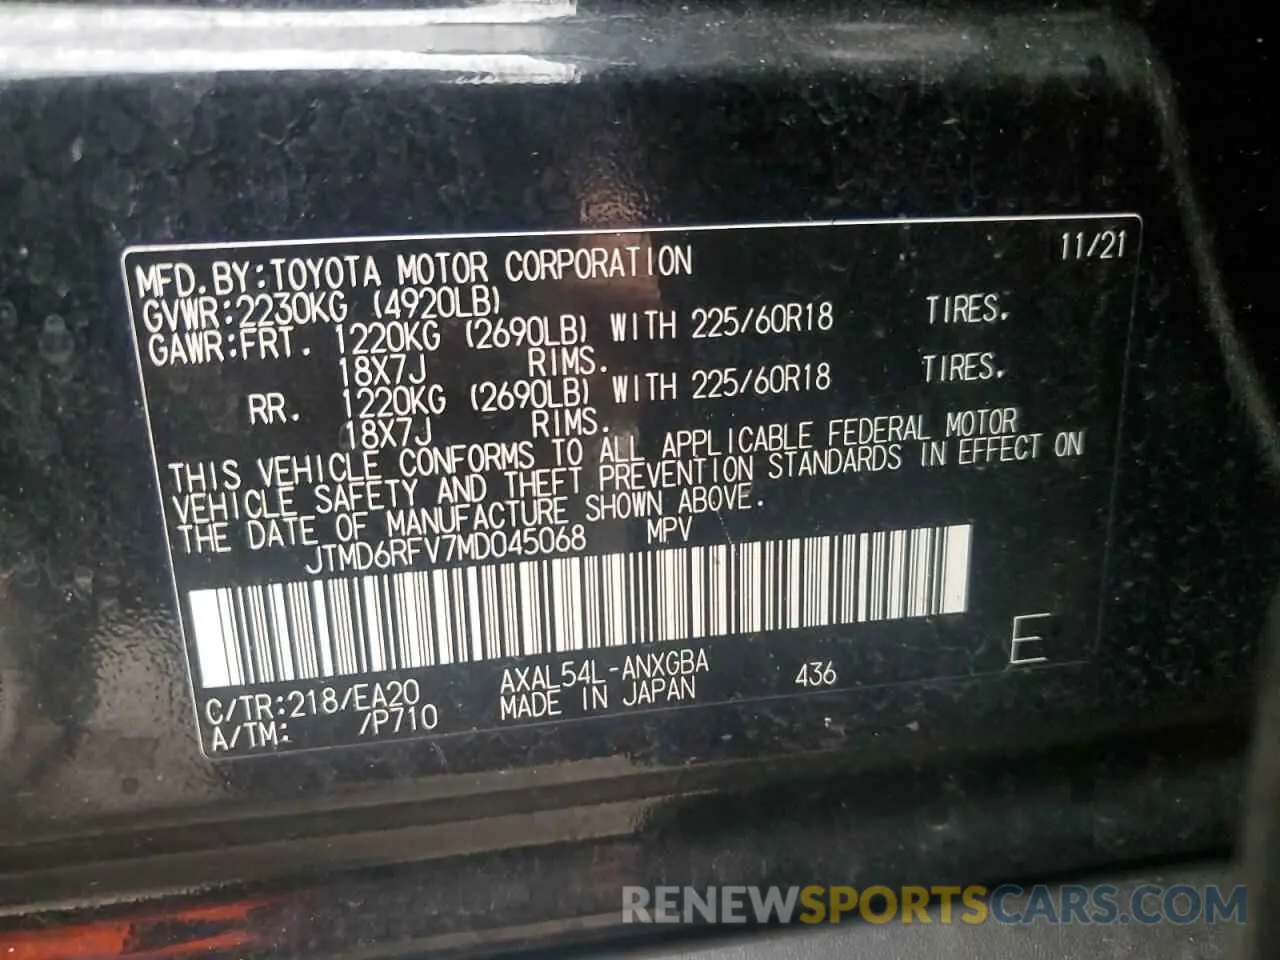 MFD. BY:TOYOTA MOTOR CORPORATION 11/21
GVWR:2230KG (4920LB)
GAWR:FRT. 1220KG (2690LB) WITH 225/60R18 TIRES.
18X7J RIMS.
RR. 1220KG (2690LB) WITH 225/60R18 TIRES.
18X7J RIMS.
THIS VEHICLE CONFORMS TO ALL APPLICABLE FEDERAL MOTOR
VEHICLE SAFETY AND THEFT PREVENTION STANDARDS IN EFFECT ON
THE DATE OF MANUFACTURE SHOWN ABOVE.
JTMD6RFV7MD045068 MPV
C/TR:218/EA20 AXAL54L-ANXGBA 436 E
A/TM: /P710 MADE IN JAPAN
RENEWSPORTSCARS.COM